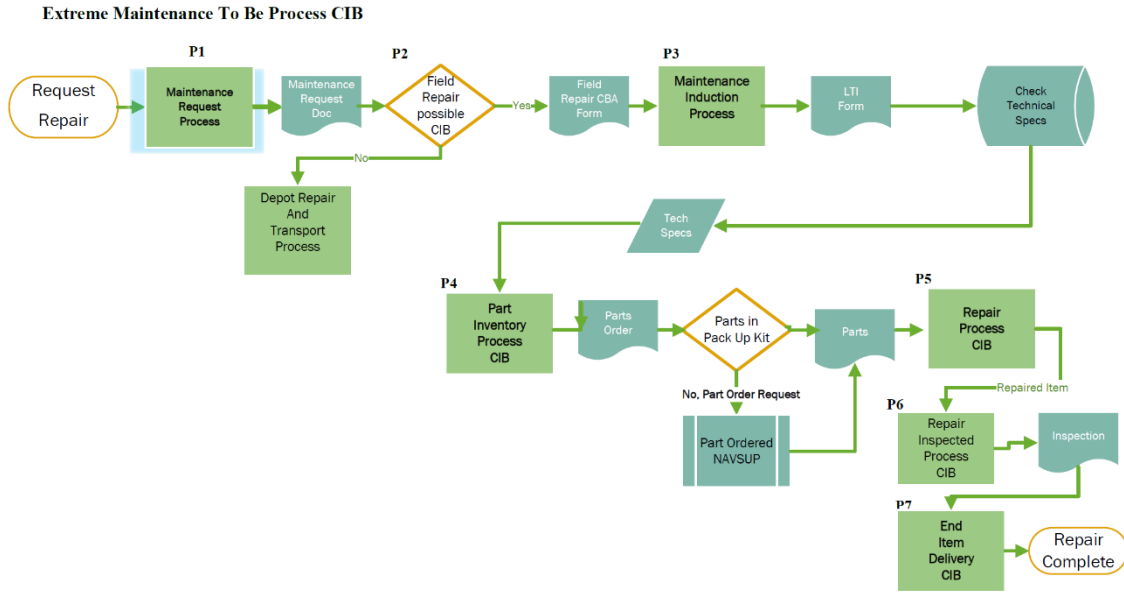 Extreme Maintenance To Be Process CIB
P1
P2
P3
Request
Repair
Maintenance
Request
Process
Maintenance
Request
Doc
Field
Repair
possible
CIB
Yes
Field
Repair CBA
Form
Maintenance
Induction
Process
LTI
Form
Check
Technical
Specs
No
Depot Repair
And
Transport
Process
Tech
Specs
P4
Part
Inventory
Process
CIB
Parts
Order
Parts in
Pack Up Kit
Parts
P5
Repair
Process
CIB
No, Part Order Request
Part Ordered
NAVSUP
Repaired Item
P6
Repair
Inspected
Process
CIB
Inspection
P7
End
Item
Delivery
CIB
Repair
Complete